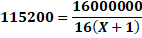 115200 = 16000000 / 16(X + 1)